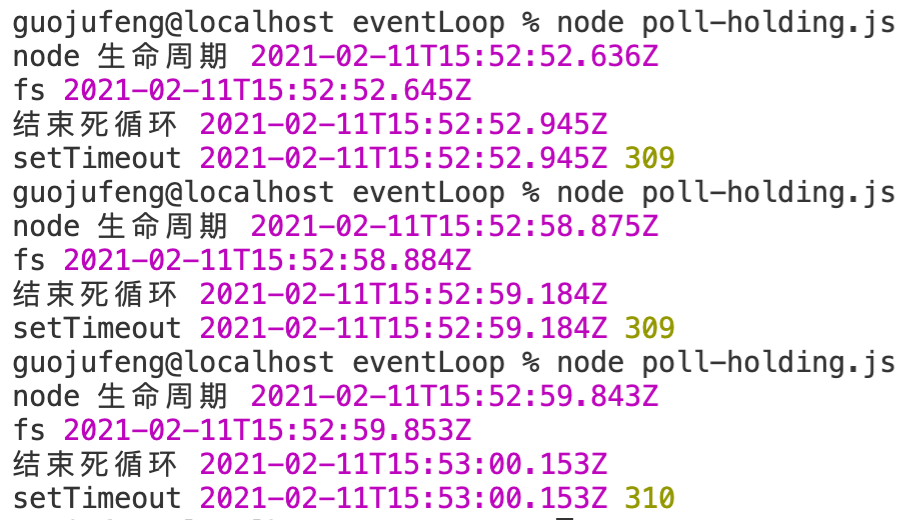 guojufeng@localhost eventLoop % node poll-holding.js
node 生命周期 2021-02-11T15:52:52.636Z
fs 2021-02-11T15:52:52.645Z
结束死循环 2021-02-11T15:52:52.945Z
setTimeout 2021-02-11T15:52:52.945Z 309
guojufeng@localhost eventLoop % node poll-holding.js
node 生命周期 2021-02-11T15:52:58.875Z
fs 2021-02-11T15:52:58.884Z
结束死循环 2021-02-11T15:52:59.184Z
setTimeout 2021-02-11T15:52:59.184Z 309
guojufeng@localhost eventLoop % node poll-holding.js
node 生命周期 2021-02-11T15:52:59.843Z
fs 2021-02-11T15:52:59.853Z
结束死循环 2021-02-11T15:53:00.153Z
setTimeout 2021-02-11T15:53:00.153Z 310